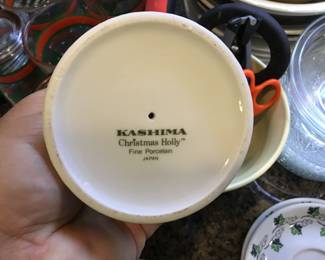 KASHIMA
Christmas Holly™
Fine Porcelain
JAPAN